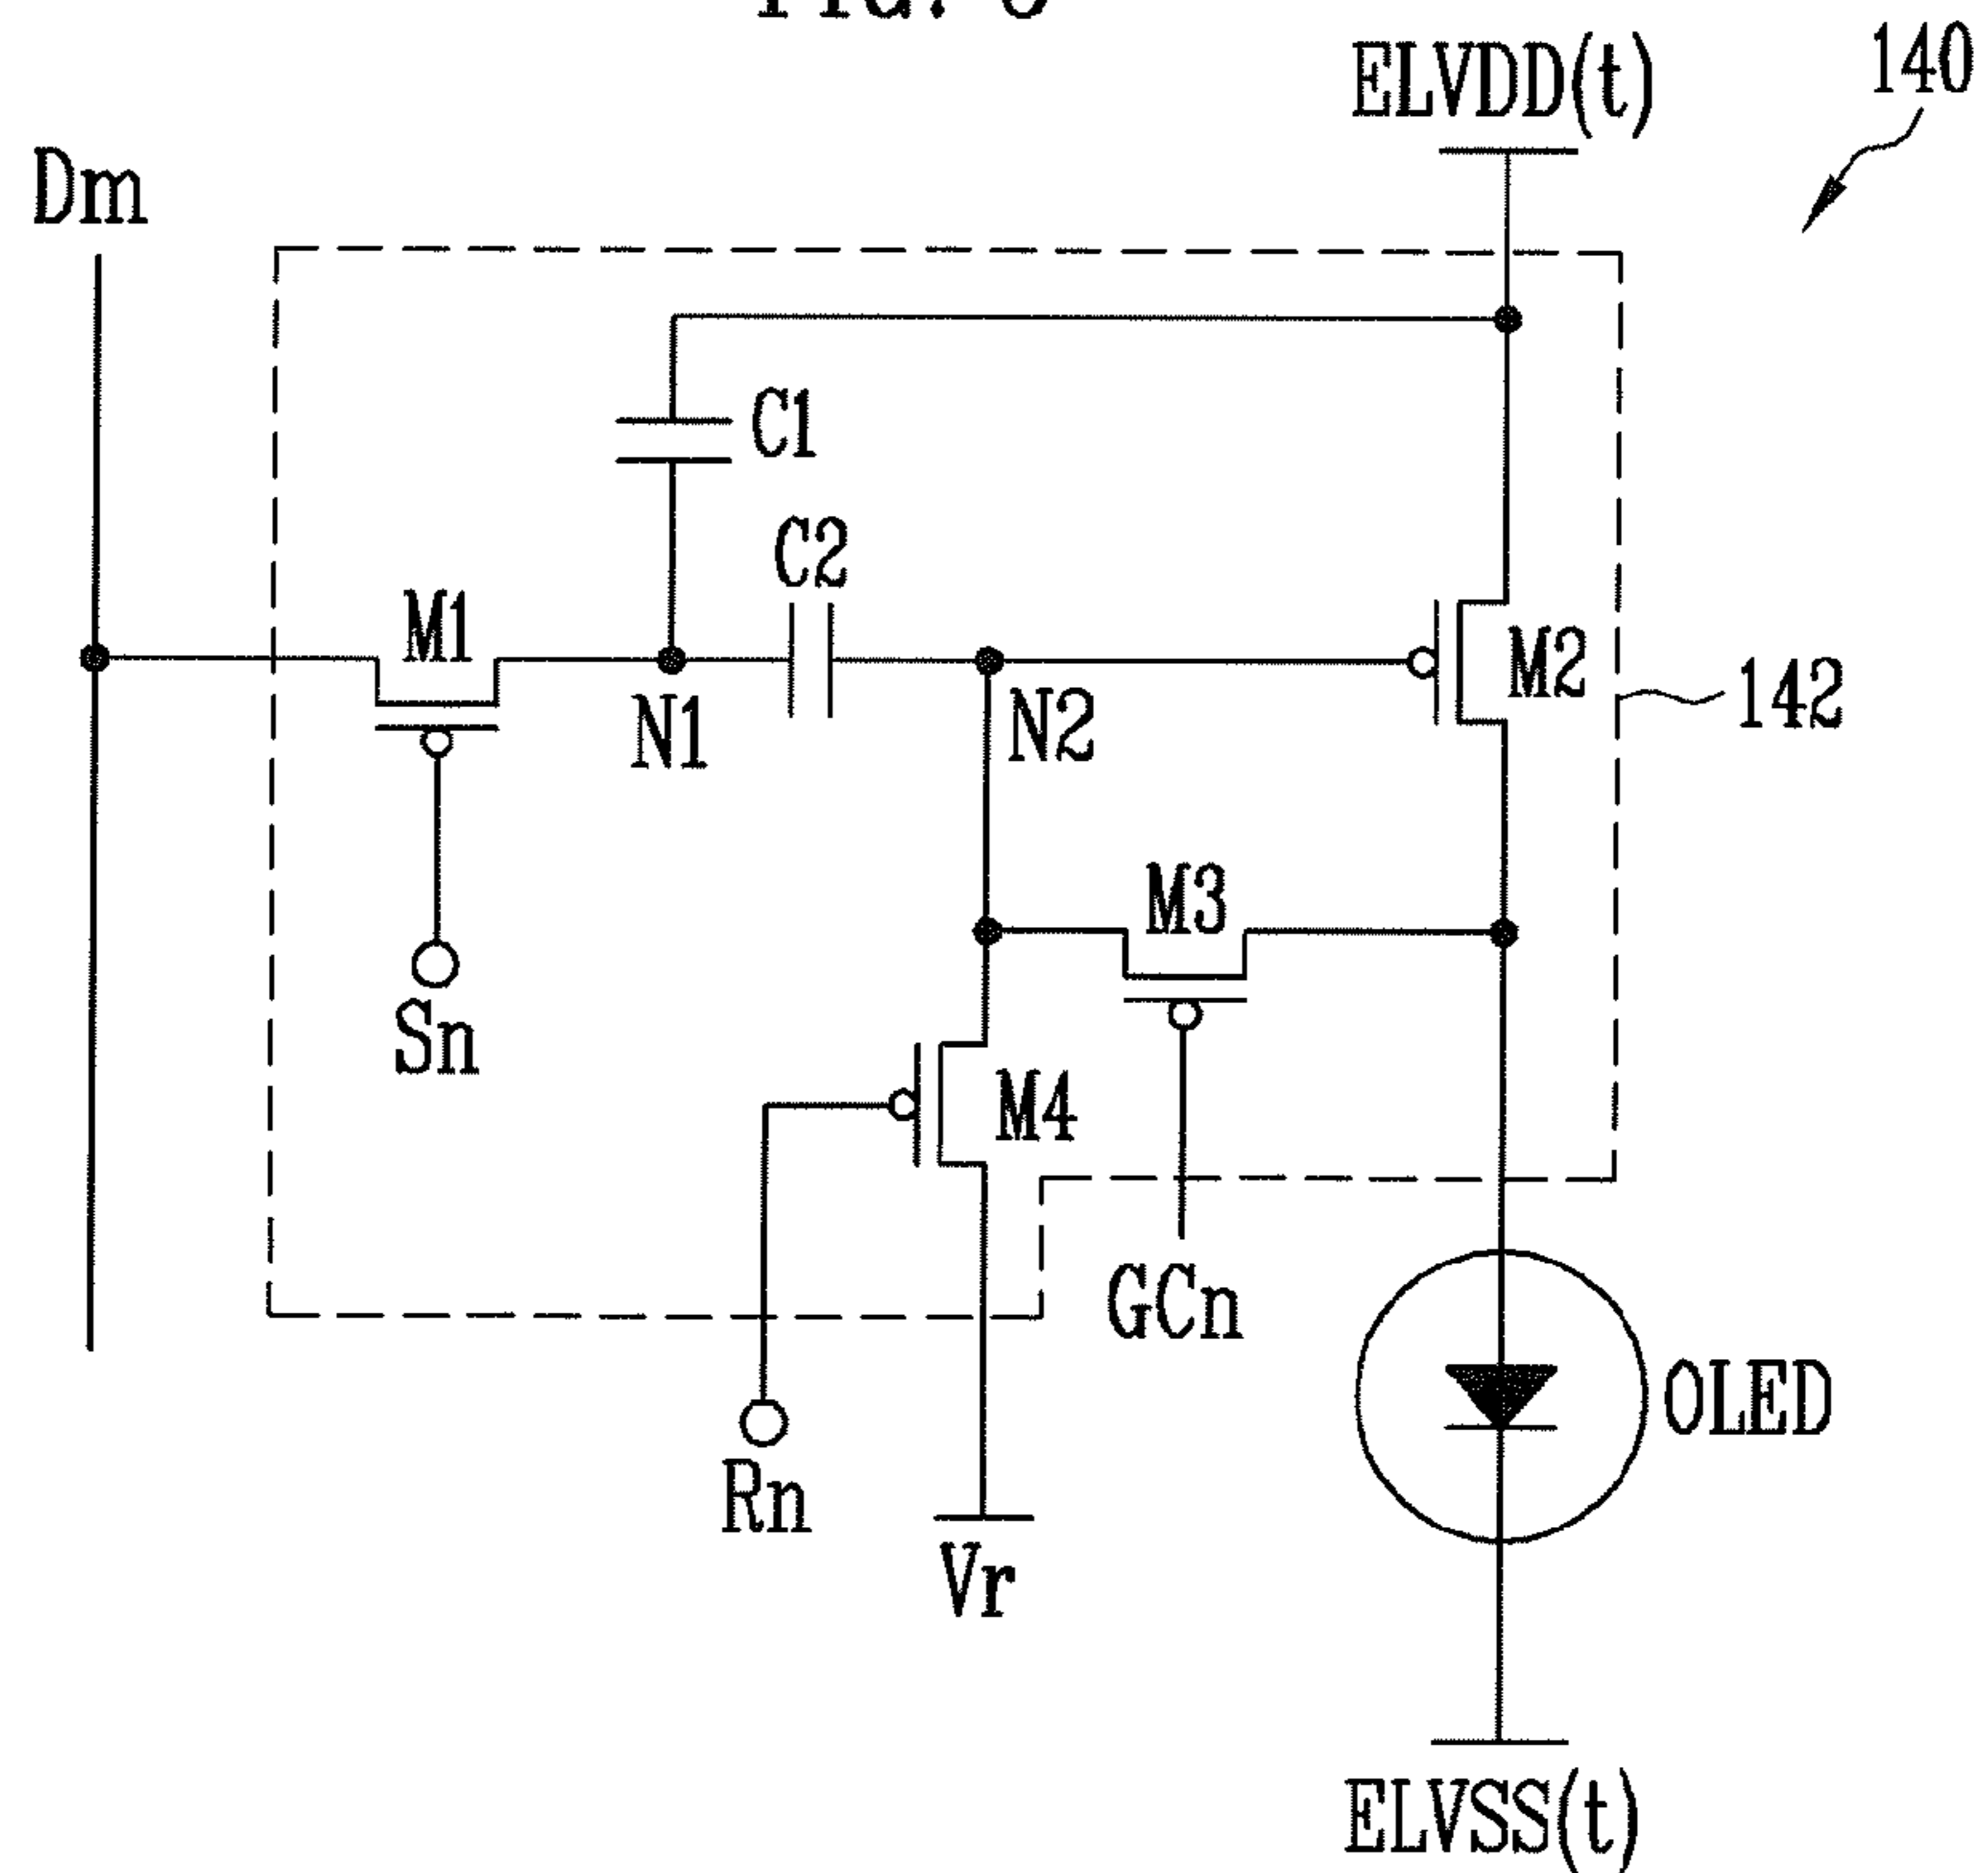 ELVDD(t)
140
Dm
C1
C2
M1
M2
N1
N2
142
M3
Sn
M4
GCn
OLED
Rn
Vr
ELVSS(t)